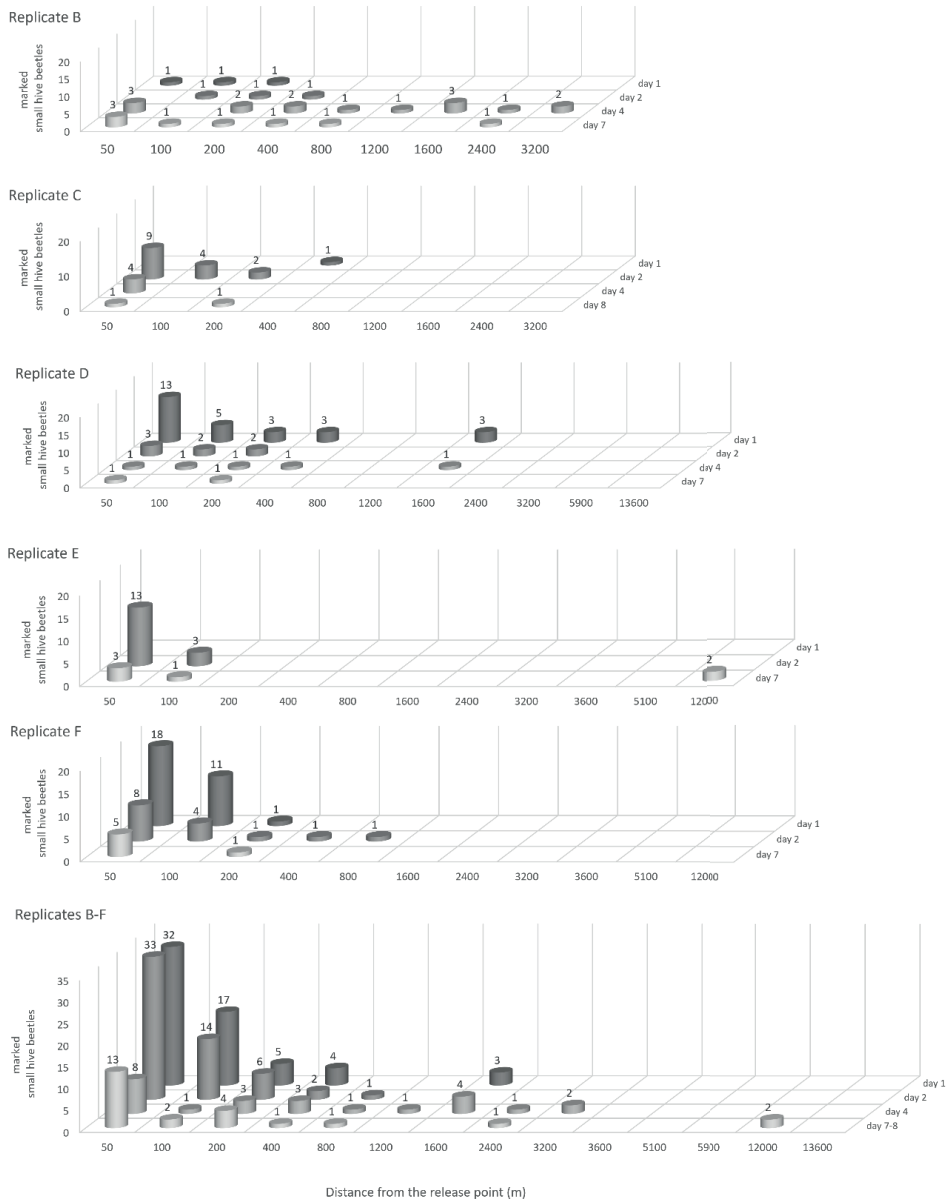 Replicate B
marked
small hive beetles
20
15
10
5
0
1 1 1
1 1 1
3 2 2 1 1 3 1 2
3 1 1 1 1 1
day 1
day 2
day 4
day 7
50 100 200 400 800 1200 1600 2400 3200
Replicate C
marked
small hive beetles
20
10
0
1
9 4 2
4
1 1
day 1
day 2
day 4
day 8
50 100 200 400 800 1200 1600 2400 3200
Replicate D
marked
small hive beetles
20
15
10
5
0
13 5 3 3 3
3 2 2
1 1 1 1 1
1 1
day 1
day 2
day 4
day 7
50 100 200 400 800 1200 1600 2400 3200 5900 13600
Replicate E
marked
small hive beetles
20
15
10
5
0
13 3
3 1 2
day 1
day 2
day 7
50 100 200 400 800 1600 2400 3200 3600 5100 12000
Replicate F
marked
small hive beetles
20
15
10
5
0
18 11 1
8 4 1 1 1
5 1
day 1
day 2
day 7
50 100 200 400 800 1600 2400 3200 3600 5100 12000
Replicates B-F
marked
small hive beetles
35
30
25
20
15
10
5
0
32 17 5 4 3
33 14 6 2 1
8 1 3 3 1 1 4 1 2
13 2 4 1 1 1 2
day 1
day 2
day 4
day 7-8
50 100 200 400 800 1200 1600 2400 3200 3600 5100 5900 12000 13600
Distance from the release point (m)